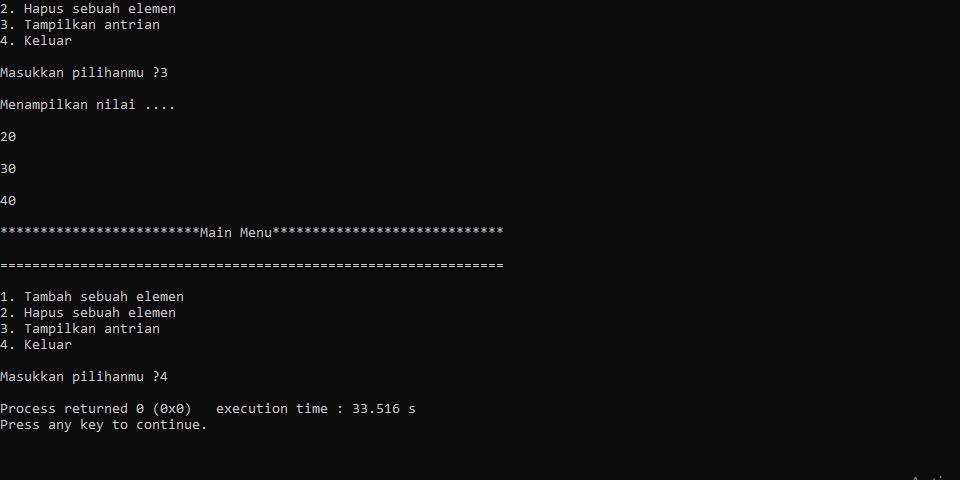 2. Hapus sebuah elemen
3. Tampilkan antrian
4. Keluar
Masukkan pilihanmu ?3
Menampilkan nilai ....
20
30
40
*************************Main Menu*****************************
===============================================================
1. Tambah sebuah elemen
2. Hapus sebuah elemen
3. Tampilkan antrian
4. Keluar
Masukkan pilihanmu ?4
Process returned 0 (0x0)   execution time : 33.516 s
Press any key to continue.